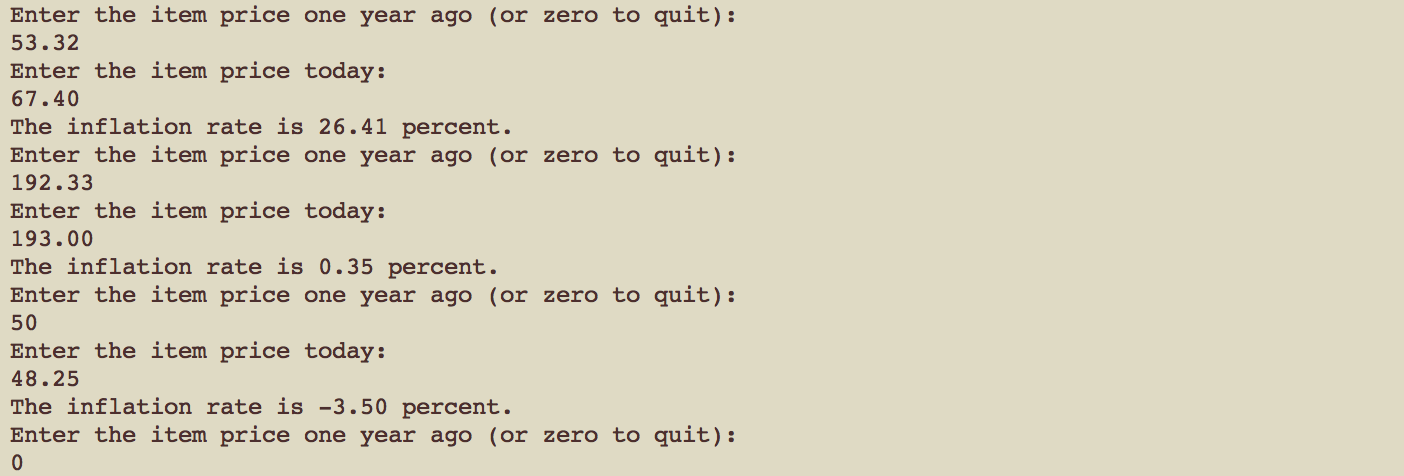 Enter the item price one year ago (or zero to quit):
53.32
Enter the item price today:
67.40
The inflation rate is 26.41 percent.
Enter the item price one year ago (or zero to quit):
192.33
Enter the item price today:
193.00
The inflation rate is 0.35 percent.
Enter the item price one year ago (or zero to quit):
50
Enter the item price today:
48.25
The inflation rate is -3.50 percent.
Enter the item price one year ago (or zero to quit):
0